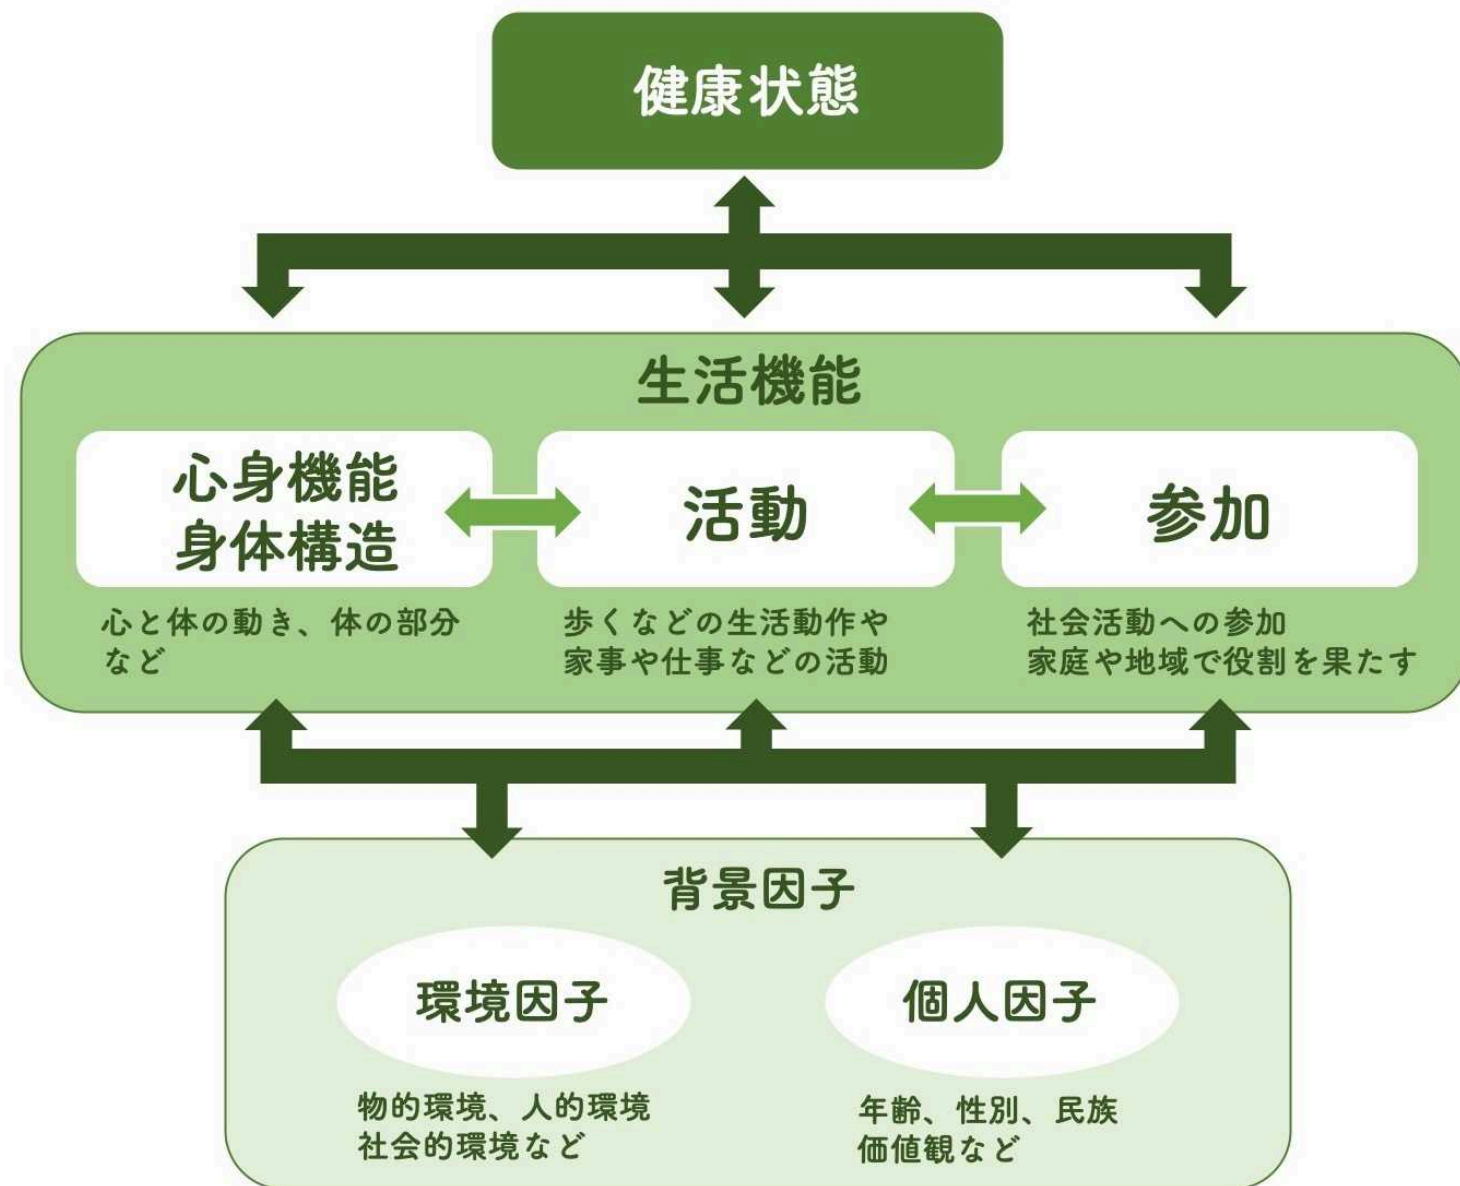 健康状態
生活機能
心身機能
身体構造
活動
参加
心と体の動き、体の部分
など
歩くなどの生活動作や
家事や仕事などの活動
社会活動への参加
家庭や地域で役割を果たす
背景因子
環境因子
個人因子
物的環境、人的環境
社会的環境など
年齢、性別、民族
価値観など